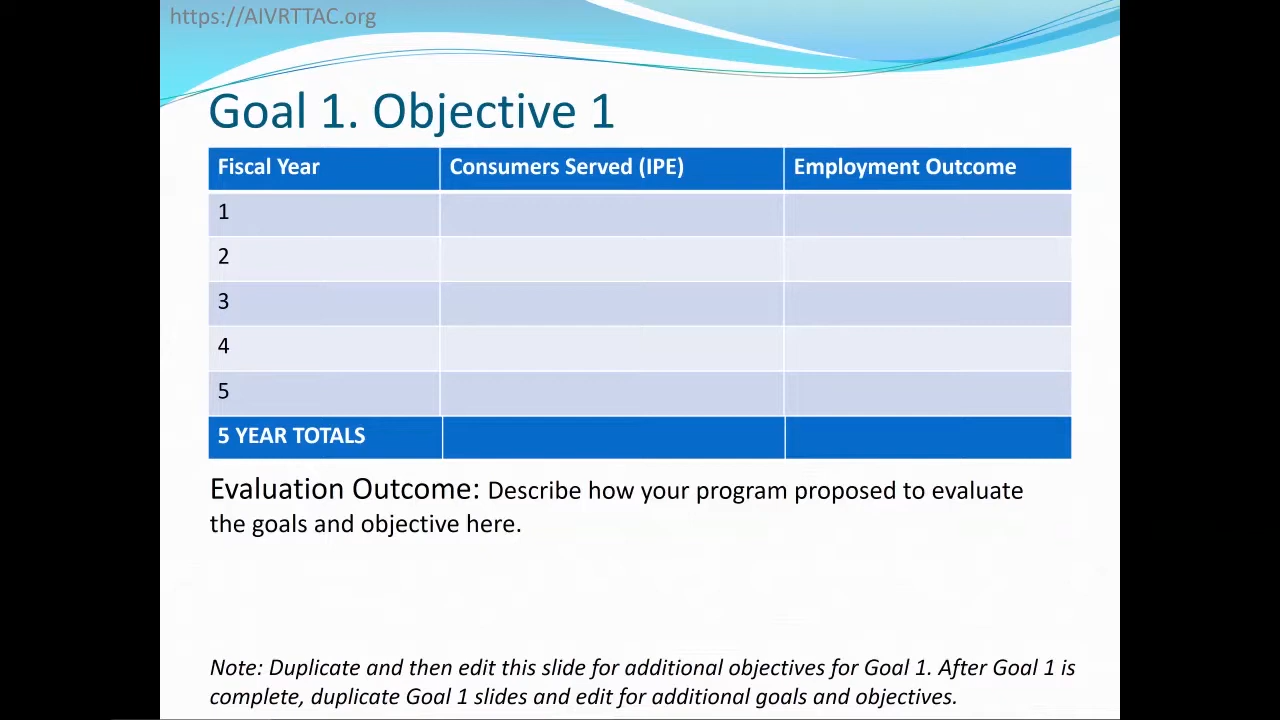 https://AIVRTTAC.org
Goal 1. Objective 1
Fiscal Year Consumers Served (IPE) Employment Outcome
1
2
3
4
5
5 YEAR TOTALS
Evaluation Outcome: Describe how your program proposed to evaluate
the goals and objective here.
Note: Duplicate and then edit this slide for additional objectives for Goal 1. After Goal 1 is
complete, duplicate Goal 1 slides and edit for additional goals and objectives.